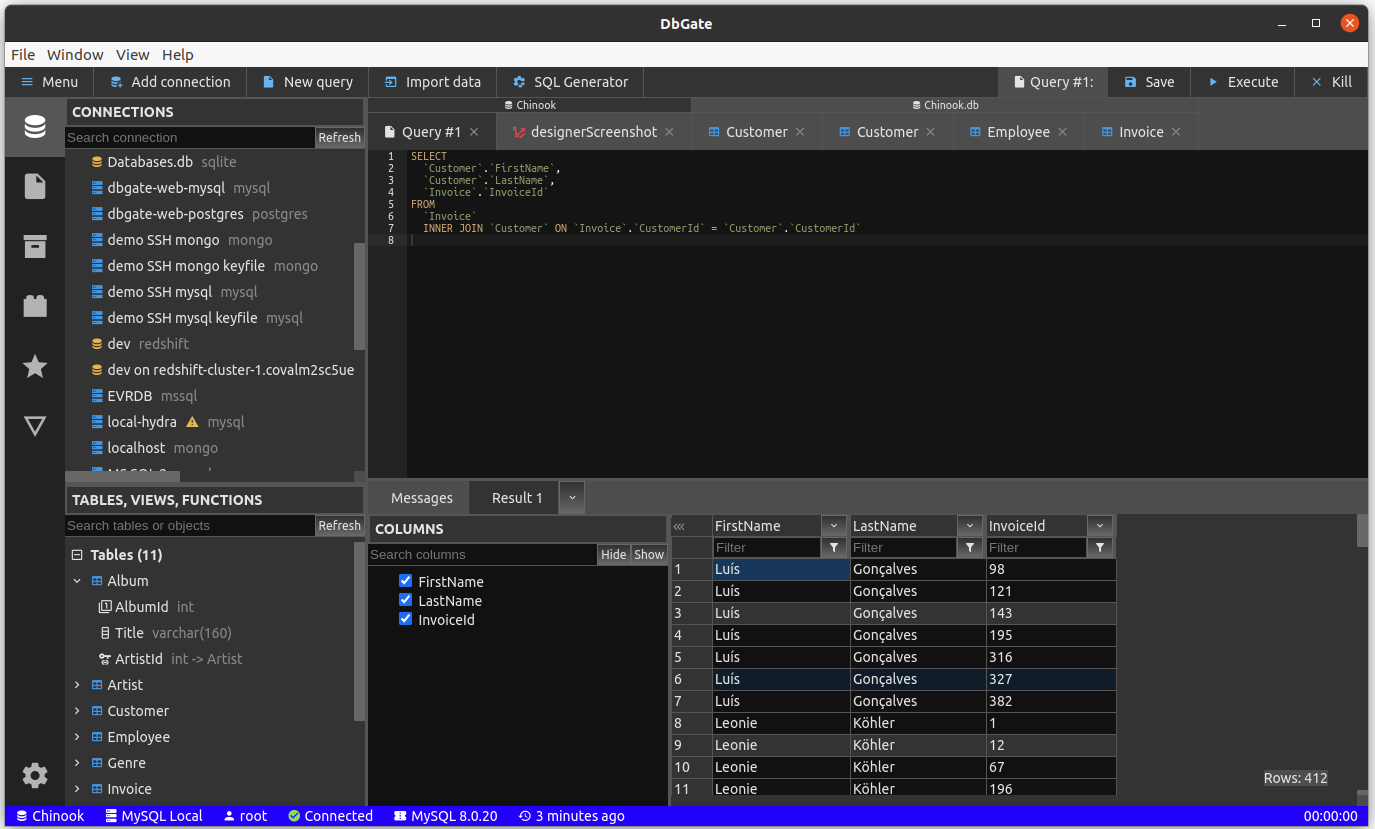 DbGate
File Window View Help
Menu Add connection New query Import data SQL Generator Query #1: Save Execute Kill
CONNECTIONS
Search connection Refresh
Databases.db sqlite
dbgate-web-mysql mysql
dbgate-web-postgres postgres
demo SSH mongo mongo
demo SSH mongo keyfile mongo
demo SSH mysql mysql
demo SSH mysql keyfile mysql
dev redshift
dev on redshift-cluster-1.covalm2sc5ue
EVRDB mssql
local-hydra mysql
localhost mongo
TABLES, VIEWS, FUNCTIONS
Search tables or objects Refresh
Tables (11)
Album
AlbumId int
Title varchar(160)
ArtistId int -> Artist
Artist
Customer
Employee
Genre
Invoice
Chinook Chinook.db
Query #1 designerScreenshot Customer Customer Employee Invoice
1 SELECT
2 `Customer`.`FirstName`,
3 `Customer`.`LastName`,
4 `Invoice`.`InvoiceId`
5 FROM
6 `Invoice`
7 INNER JOIN `Customer` ON `Invoice`.`CustomerId` = `Customer`.`CustomerId`
8
Messages Result 1
COLUMNS
Search columns Hide Show
FirstName
LastName
InvoiceId
FirstName LastName InvoiceId
Filter Filter Filter
1 Luís Gonçalves 98
2 Luís Gonçalves 121
3 Luís Gonçalves 143
4 Luís Gonçalves 195
5 Luís Gonçalves 316
6 Luís Gonçalves 327
7 Luís Gonçalves 382
8 Leonie Köhler 1
9 Leonie Köhler 12
10 Leonie Köhler 67
11 Leonie Köhler 196
Rows: 412
Chinook MySQL Local root Connected MySQL 8.0.20 3 minutes ago 00:00:00